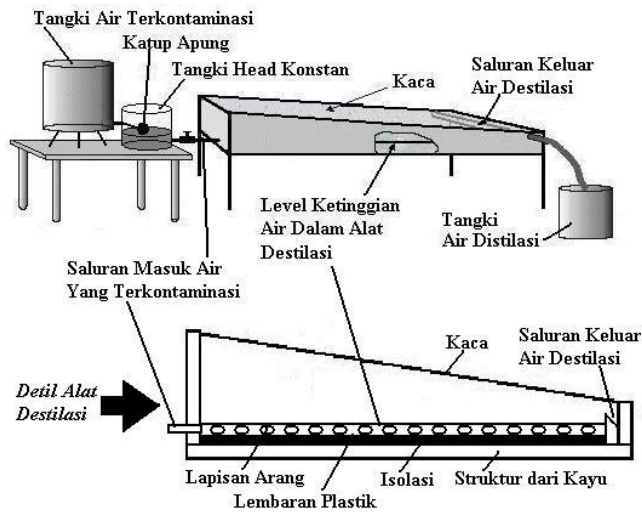 Tangki Air Terkontaminasi
Katup Apung
Tangki Head Konstan
Kaca
Saluran Keluar
Air Destilasi
Level Ketinggian
Air Dalam Alat
Destilasi
Tangki
Air Distilasi
Saluran Masuk Air
Yang Terkontaminasi
Kaca
Saluran Keluar
Air Destilasi
Detil Alat
Destilasi
Lapisan Arang
Lembaran Plastik
Isolasi
Struktur dari Kayu